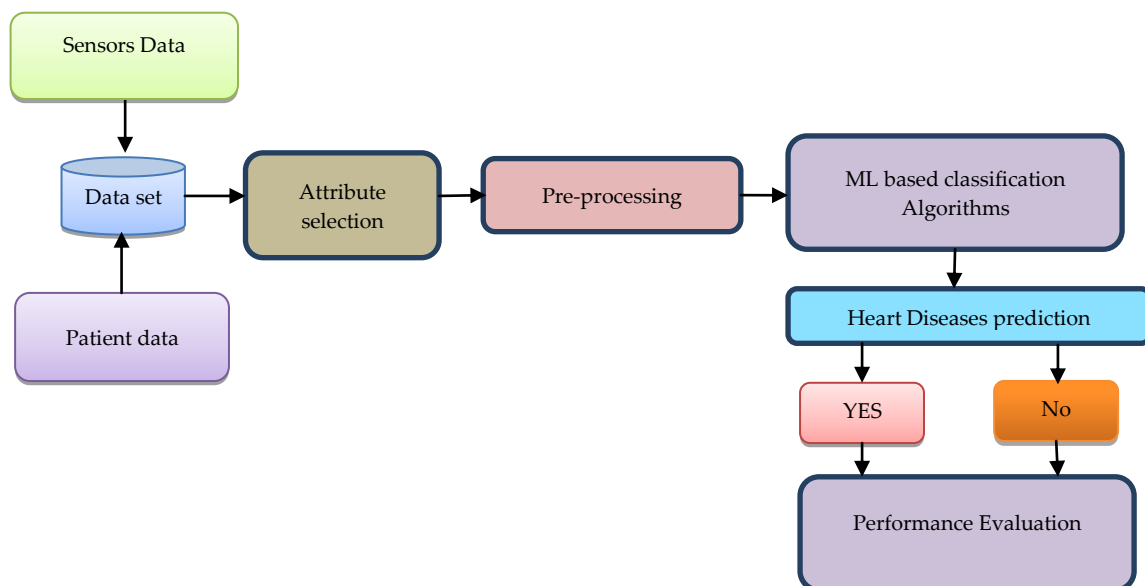 Sensors Data
Data set
Patient data
Attribute
selection
Pre-processing
ML based classification
Algorithms
Heart Diseases prediction
YES
No
Performance Evaluation